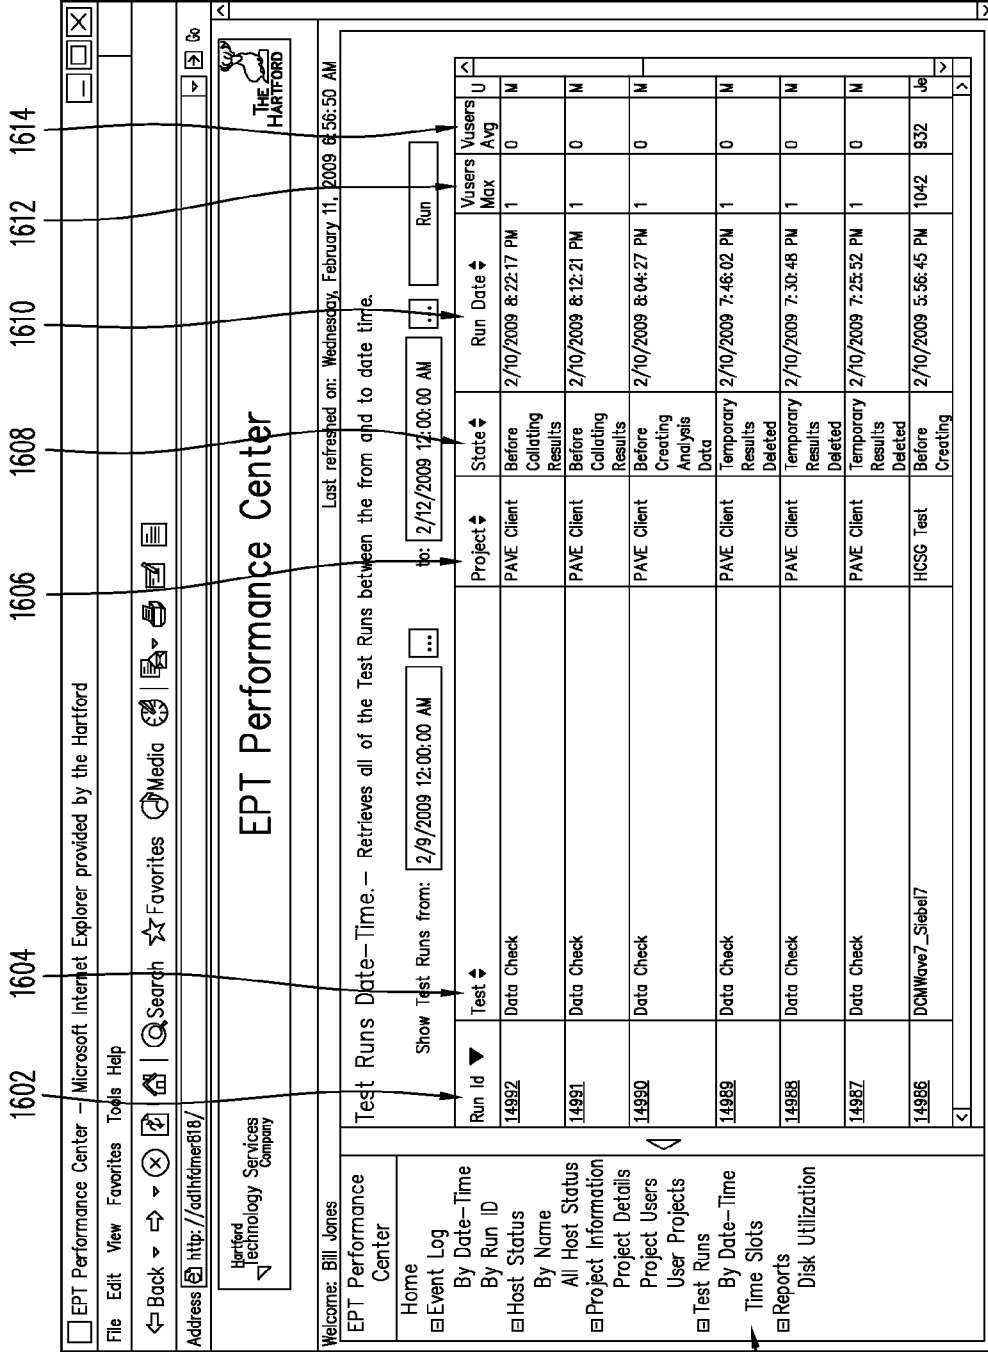 1602 1604 1606 1608 1610 1612 1614
EPT Performance Center – Microsoft Internet Explorer provided by the Hartford
File Edit View Favorites Tools Help
Back Search Favorites Media
Address http://ad1hfdmer818/ Go
Hartford
Technology Services
Company
EPT Performance Center
THE
HARTFORD
Welcome: Bill Jones
Last refreshed on: Wednesday, February 11, 2009 6:56:50 AM
EPT Performance
Center
Home
Event Log
By Date–Time
By Run ID
Host Status
By Name
All Host Status
Project Information
Project Details
Project Users
User Projects
Test Runs
By Date–Time
Time Slots
Reports
Disk Utilization
Test Runs Date–Time.– Retrieves all of the Test Runs between the from and to date time.
Show Test Runs from: 2/9/2009 12:00:00 AM ... to: 2/12/2009 12:00:00 AM ... Run
Run Id Test Project State Run Date Vusers Max Vusers Avg U
14992 Data Check PAVE Client Before Collating Results 2/10/2009 8:22:17 PM 1 0 M
14991 Data Check PAVE Client Before Collating Results 2/10/2009 8:12:21 PM 1 0 M
14990 Data Check PAVE Client Before Creating Analysis Data 2/10/2009 8:04:27 PM 1 0 M
14989 Data Check PAVE Client Temporary Results Deleted 2/10/2009 7:46:02 PM 1 0 M
14988 Data Check PAVE Client Temporary Results Deleted 2/10/2009 7:30:48 PM 1 0 M
14987 Data Check PAVE Client Temporary Results Deleted 2/10/2009 7:25:52 PM 1 0 M
14986 DCMWave7_Siebel7 HCSG Test Before Creating 2/10/2009 5:56:45 PM 1042 932 Je